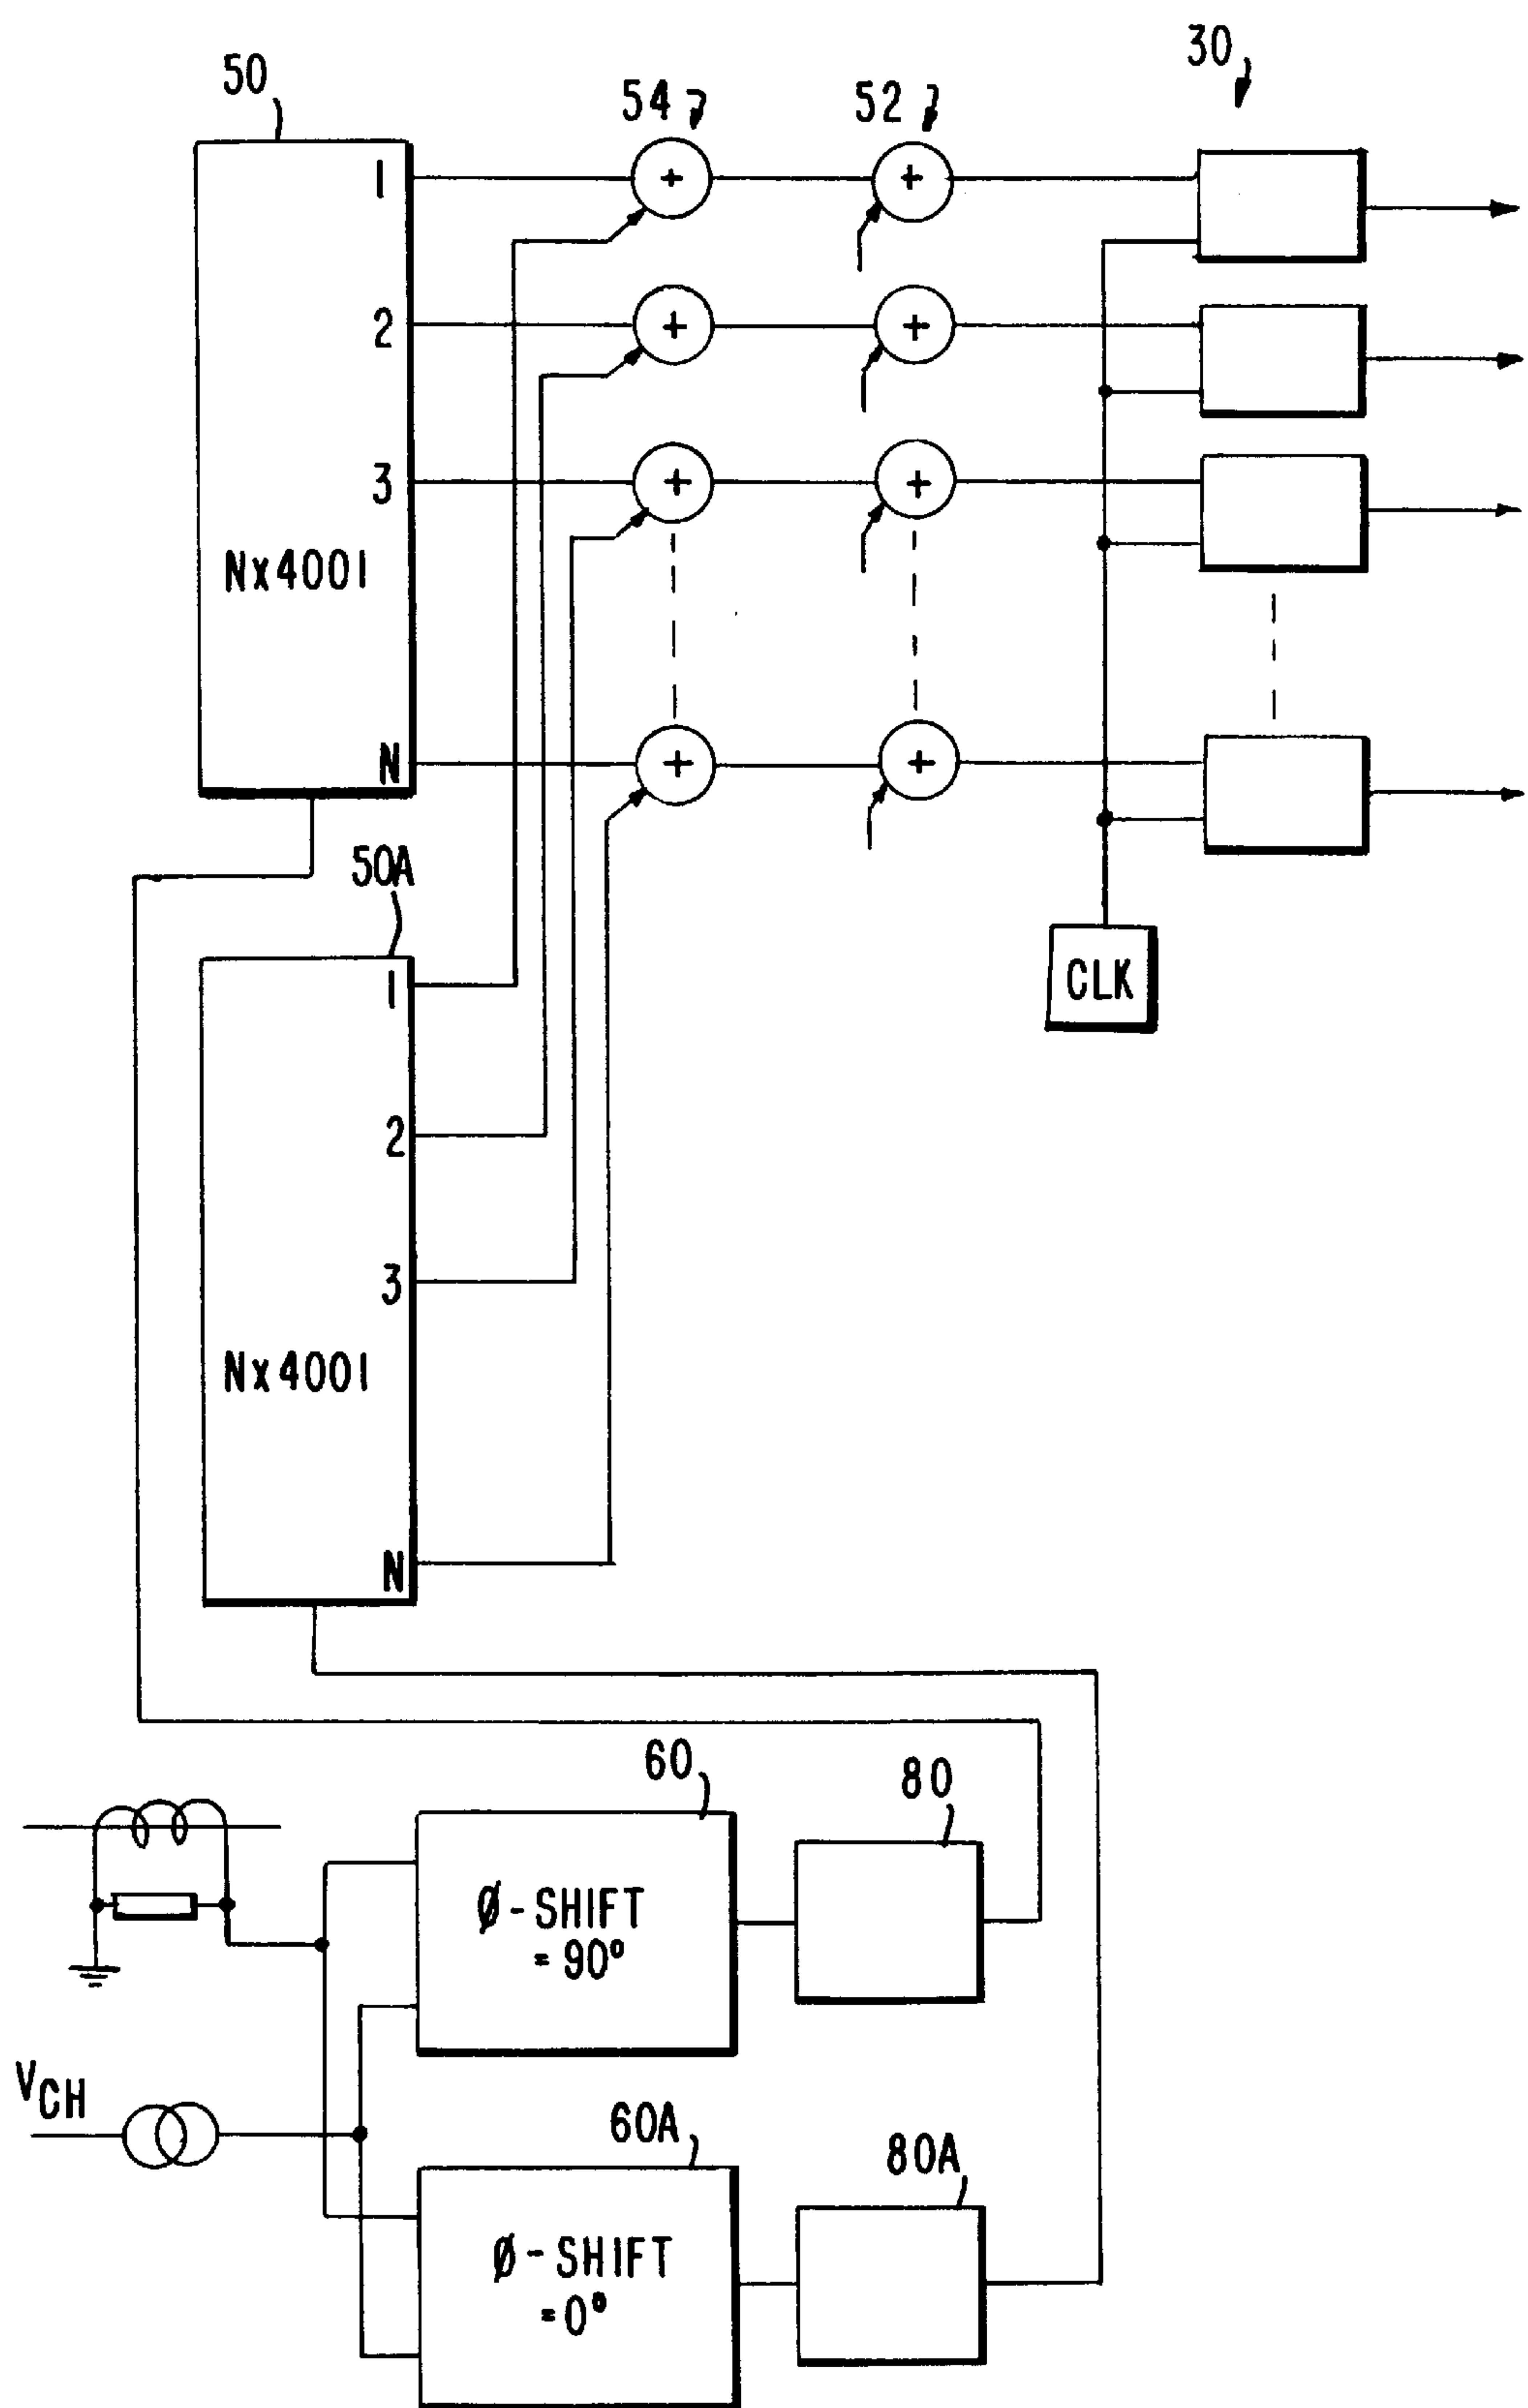 30
50
54
52
1
2
3
Nx4001
N
50A
1
CLK
2
3
Nx4001
N
60
80
Ø-SHIFT
=90°
VCH
60A
80A
Ø-SHIFT
=0°